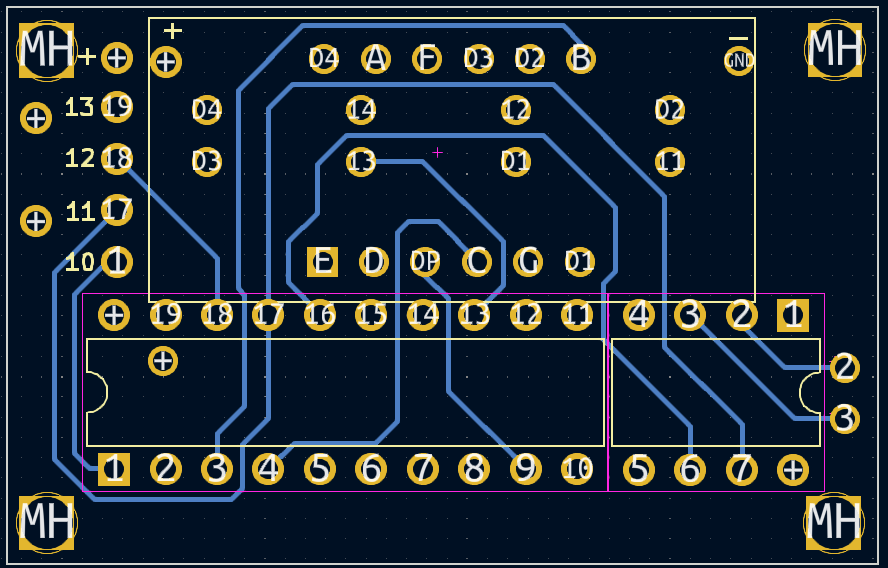 MH + + D4 A F D3 D2 B GND − MH
+
13 19 D4 14 12 D2
+
12 18 D3 13 D1 11
11 17
+
10 1 E D DP C G D1
+ 19 18 17 16 15 14 13 12 11 4 3 2 1
+ 2
3
1 2 3 4 5 6 7 8 9 10 5 6 7 +
MH MH